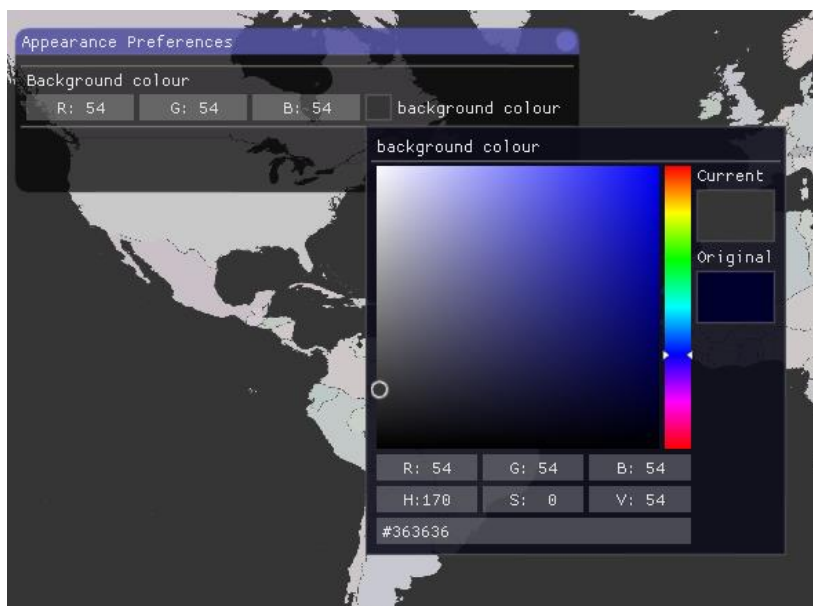 Appearance Preferences
Background colour
R: 54 G: 54 B: 54 background colour
background colour
Current
Original
R: 54 G: 54 B: 54
H:170 S: 0 V: 54
#363636